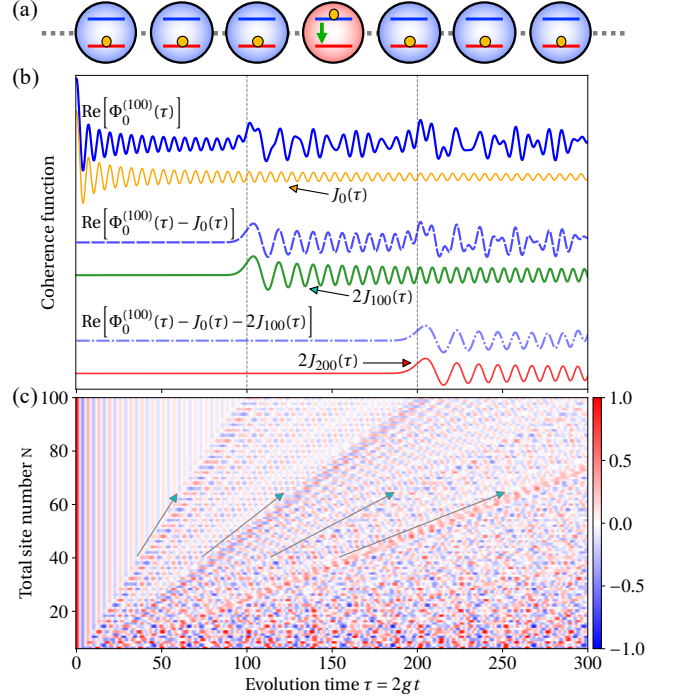 (a)
(b)
Re[Φ₀⁽¹⁰⁰⁾(τ)]
J₀(τ)
Re[Φ₀⁽¹⁰⁰⁾(τ) − J₀(τ)]
2J₁₀₀(τ)
Re[Φ₀⁽¹⁰⁰⁾(τ) − J₀(τ) − 2J₁₀₀(τ)]
2J₂₀₀(τ)
Coherence function
(c)
100
80
60
40
20
Total site number N
0 50 100 150 200 250 300
Evolution time τ = 2gt
1.0
0.5
0.0
−0.5
−1.0